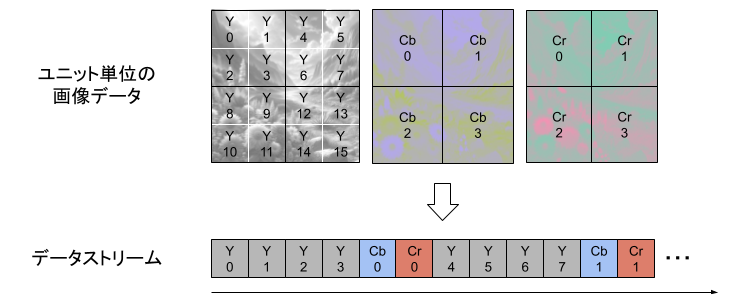 Y Y Y Y
0 1 4 5
Y Y Y Y
2 3 6 7
Y Y Y Y
8 9 12 13
Y Y Y Y
10 11 14 15
Cb Cb
0 1
Cb Cb
2 3
Cr Cr
0 1
Cr Cr
2 3
ユニット単位の
画像データ
データストリーム
Y Y Y Y Cb Cr Y Y Y Y Cb Cr
0 1 2 3 0 0 4 5 6 7 1 1
...